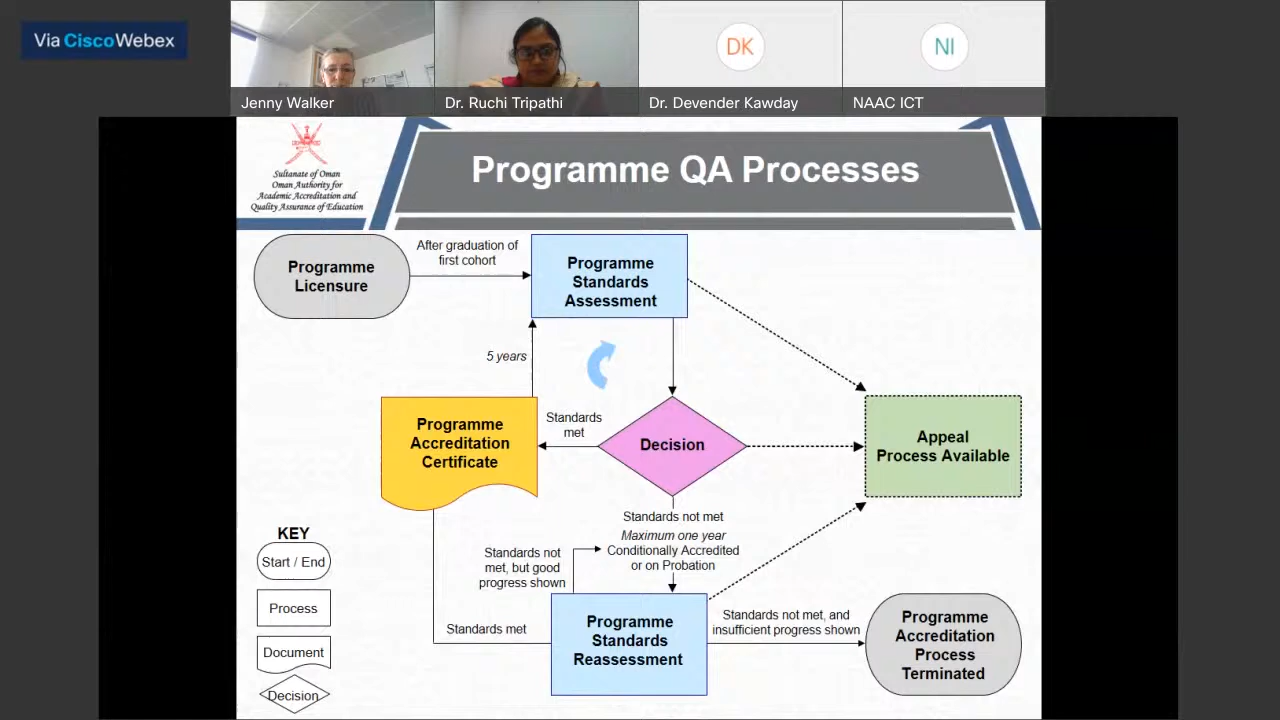 Via CiscoWebex
DK
NI
Jenny Walker
Dr. Ruchi Tripathi
Dr. Devender Kawday
NAAC ICT
Sultanate of Oman
Oman Authority for
Academic Accreditation and
Quality Assurance of Education
Programme QA Processes
Programme
Licensure
After graduation of
first cohort
Programme
Standards
Assessment
5 years
Programme
Accreditation
Certificate
Standards
met
Decision
Appeal
Process Available
Standards not met
Maximum one year
Conditionally Accredited
or on Probation
Standards not
met, but good
progress shown
Standards met
Programme
Standards
Reassessment
Standards not met, and
insufficient progress shown
Programme
Accreditation
Process
Terminated
KEY
Start / End
Process
Document
Decision